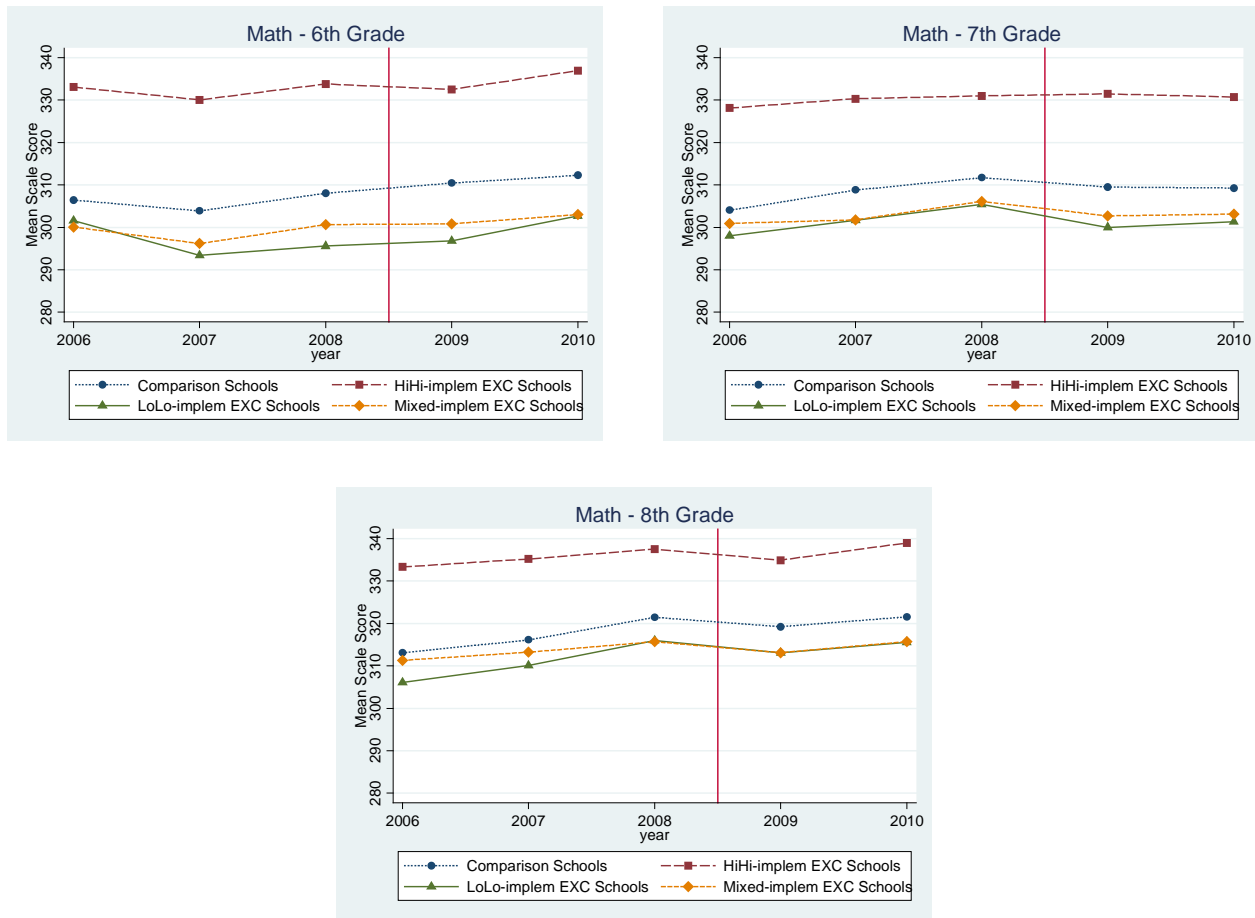 Math - 6th Grade
Mean Scale Score
340
330
320
310
300
290
280
2006 2007 2008 2009 2010
year
Comparison Schools HiHi-implem EXC Schools
LoLo-implem EXC Schools Mixed-implem EXC Schools
Math - 7th Grade
Mean Scale Score
340
330
320
310
300
290
280
2006 2007 2008 2009 2010
year
Comparison Schools HiHi-implem EXC Schools
LoLo-implem EXC Schools Mixed-implem EXC Schools
Math - 8th Grade
Mean Scale Score
340
330
320
310
300
290
280
2006 2007 2008 2009 2010
year
Comparison Schools HiHi-implem EXC Schools
LoLo-implem EXC Schools Mixed-implem EXC Schools